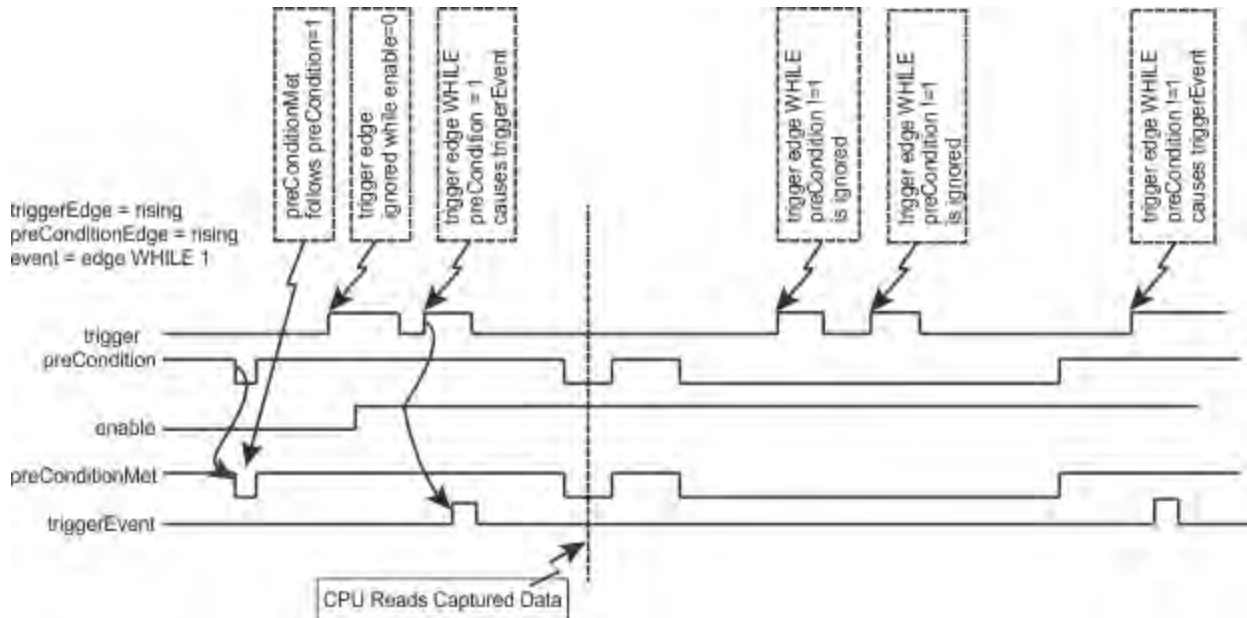 preConditionMet
follows preCondition=1
trigger edge
ignored while enable=0
trigger edge WHILE
preCondition = 1
causes triggerEvent
trigger edge WHILE
preCondition !=1
is ignored
trigger edge WHILE
preCondition !=1
is ignored
trigger edge WHILE
preCondition !=1
causes triggerEvent
triggerEdge = rising
preConditionEdge = rising
event = edge WHILE 1
trigger
preCondition
enable
preConditionMet
triggerEvent
CPU Reads Captured Data